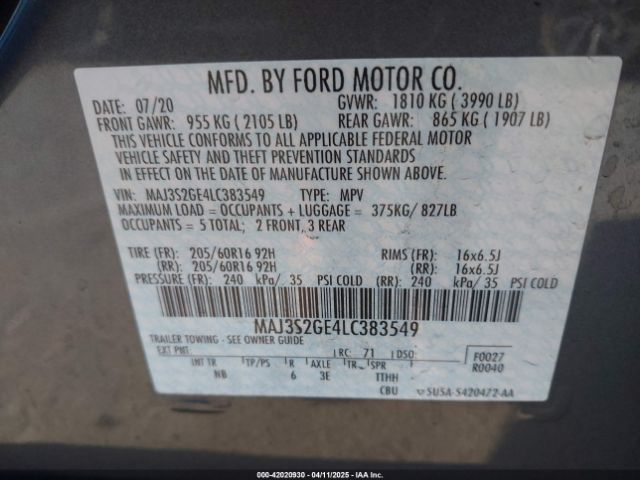 MFD. BY FORD MOTOR CO.
DATE: 07/20 GVWR: 1810 KG ( 3990 LB)
FRONT GAWR: 955 KG ( 2105 LB) REAR GAWR: 865 KG ( 1907 LB)
THIS VEHICLE CONFORMS TO ALL APPLICABLE FEDERAL MOTOR
VEHICLE SAFETY AND THEFT PREVENTION STANDARDS
IN EFFECT ON THE DATE OF MANUFACTURE SHOWN ABOVE.
VIN: MAJ3S2GE4LC383549 TYPE: MPV
MAXIMUM LOAD = OCCUPANTS + LUGGAGE = 375KG/ 827LB
OCCUPANTS = 5 TOTAL; 2 FRONT, 3 REAR
TIRE (FR): 205/60R16 92H RIMS (FR): 16x6.5J
(RR): 205/60R16 92H (RR): 16x6.5J
PRESSURE (FR): 240 kPa/ 35 PSI COLD (RR): 240 kPa/ 35 PSI COLD
MAJ3S2GE4LC383549
TRAILER TOWING - SEE OWNER GUIDE
EXT PNT: RC: 71 DSO: F0027
R0040
INT TR TP/PS R AXLE TR SPR
NB 6 3E TTHH
CBU SU5A-5420472-AA
000-42020930 - 04/11/2025 - IAA, Inc.